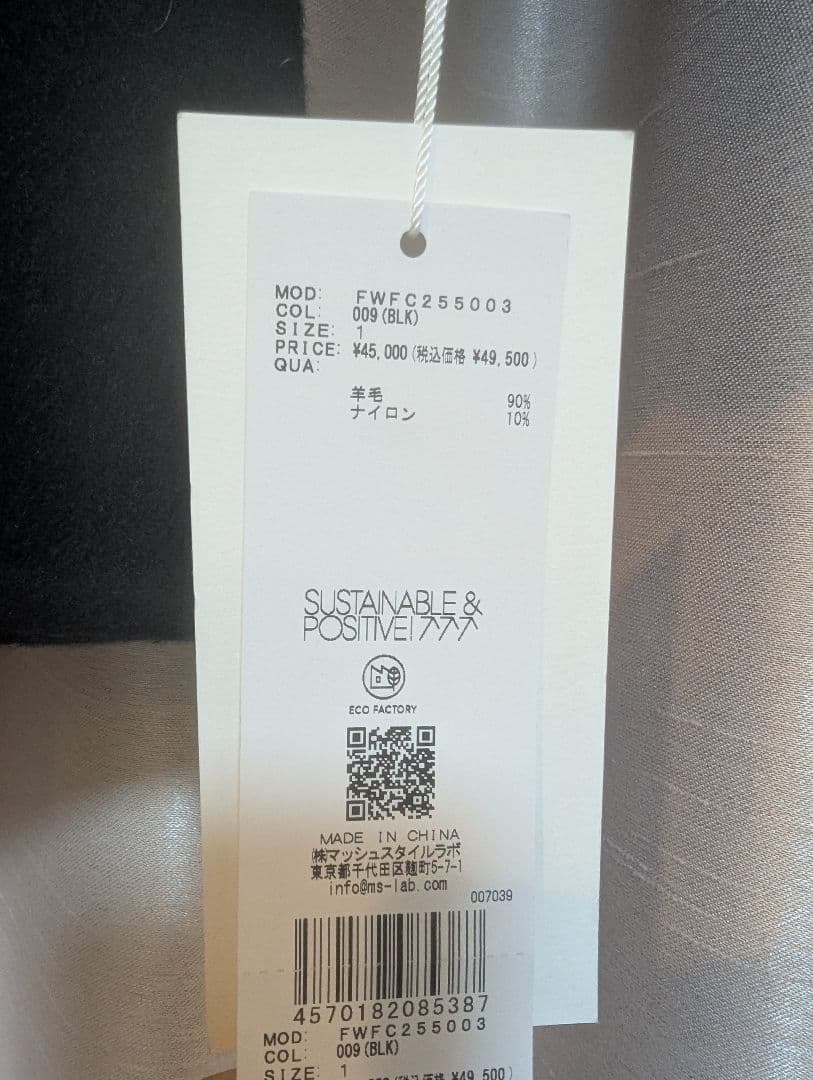 MOD: FWFC255003
COL: 009(BLK)
SIZE: 1
PRICE: ¥45,000(税込価格 ¥49,500)
QUA:
羊毛 90%
ナイロン 10%
SUSTAINABLE &
POSITIVE!
ECO FACTORY
MADE IN CHINA
㈱マッシュスタイルラボ
東京都千代田区麹町5-7-1
info@ms-lab.com
007039
4570182085387
MOD: FWFC255003
COL: 009(BLK)
SIZE: 1
¥49,500)